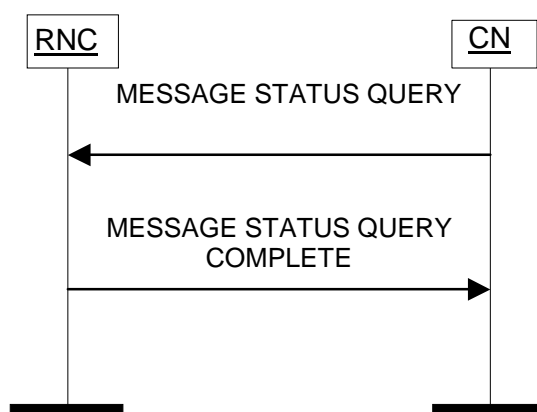 RNC
CN
MESSAGE STATUS QUERY
MESSAGE STATUS QUERY
COMPLETE